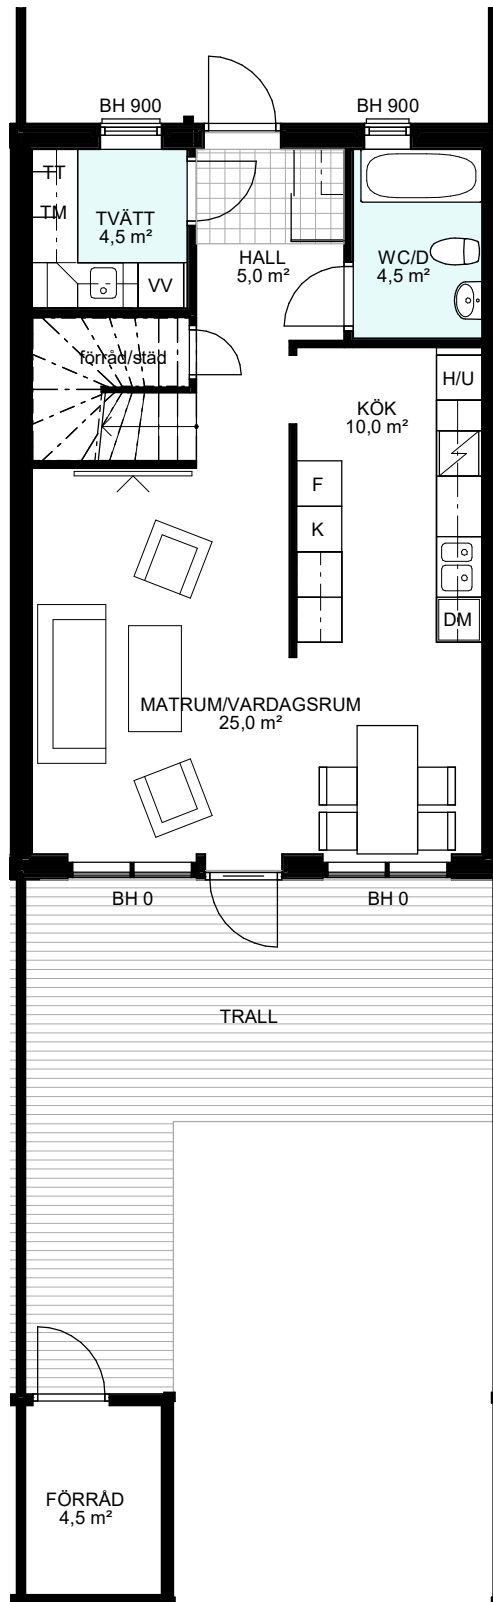 BH 900
BH 900
TT
TM
TVÄTT
4,5 m²
HALL
5,0 m²
WC/D
4,5 m²
VV
förråd/städ
H/U
KÖK
10,0 m²
F
K
DM
MATRUM/VARDAGSRUM
25,0 m²
BH 0
BH 0
TRALL
FÖRRÅD
4,5 m²